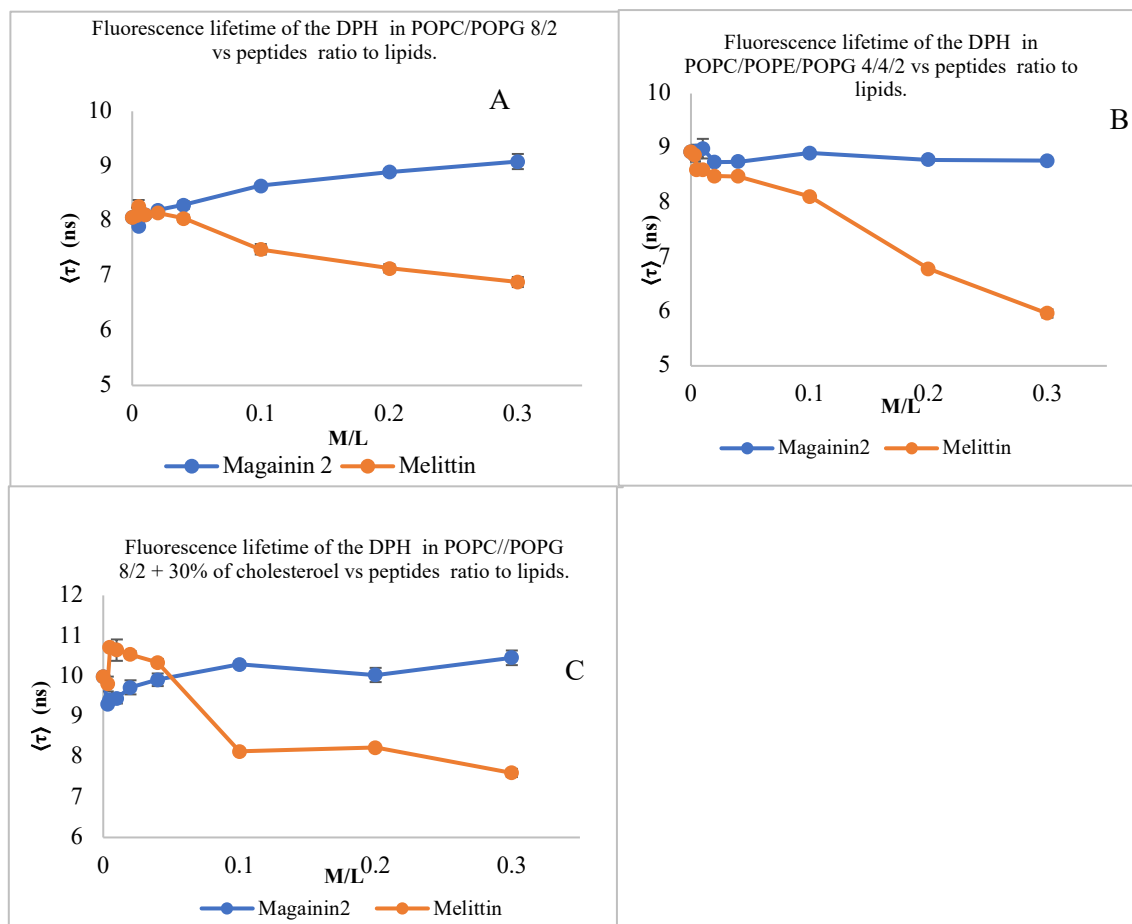 Fluorescence lifetime of the DPH in POPC/POPG 8/2
vs peptides ratio to lipids.
A
10
9
8
7
6
5
⟨τ⟩ (ns)
0 0.1 0.2 0.3
M/L
Magainin 2 Melittin
Fluorescence lifetime of the DPH in
POPC/POPE/POPG 4/4/2 vs peptides ratio to
lipids.
B
10
9
8
7
6
5
⟨τ⟩ (ns)
0 0.1 0.2 0.3
M/L
Magainin2 Melittin
Fluorescence lifetime of the DPH in POPC//POPG
8/2 + 30% of cholesteroel vs peptides ratio to lipids.
C
12
11
10
9
8
7
6
⟨τ⟩ (ns)
0 0.1 0.2 0.3
M/L
Magainin2 Melittin